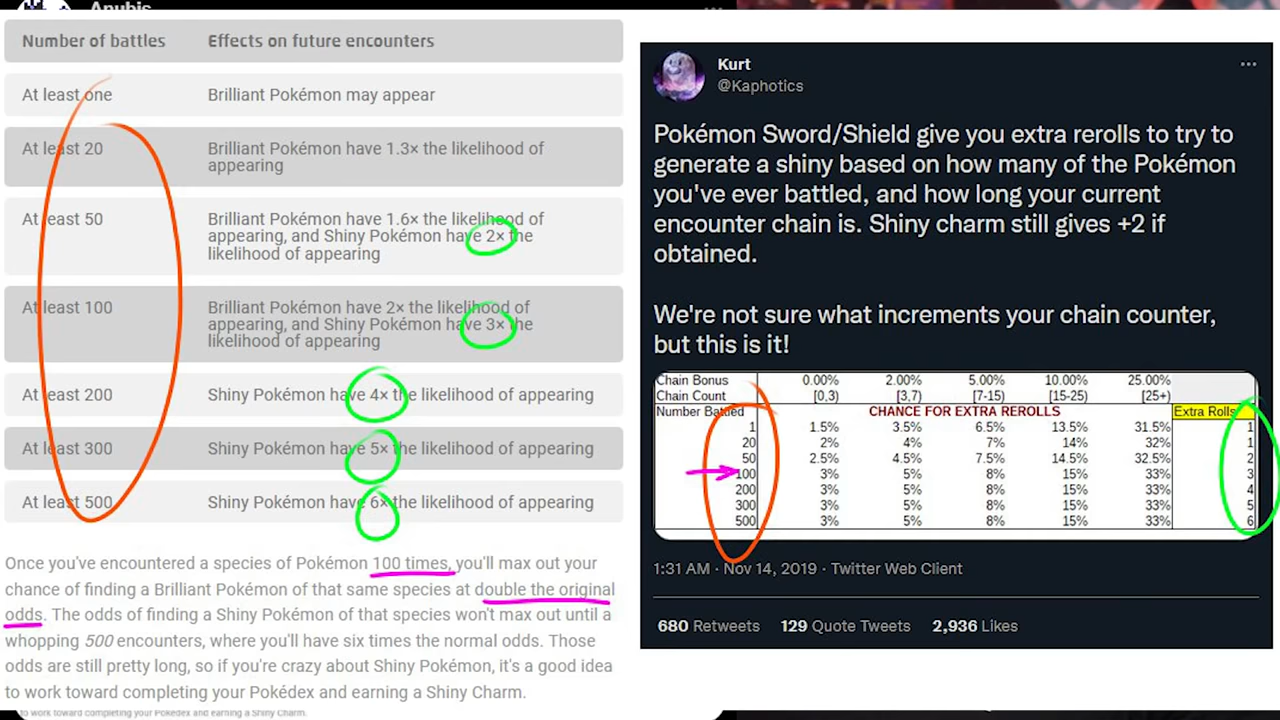 Anubis
Number of battles Effects on future encounters
At least one Brilliant Pokémon may appear
At least 20 Brilliant Pokémon have 1.3× the likelihood of
appearing
At least 50 Brilliant Pokémon have 1.6× the likelihood of
appearing, and Shiny Pokémon have 2× the
likelihood of appearing
At least 100 Brilliant Pokémon have 2× the likelihood of
appearing, and Shiny Pokémon have 3× the
likelihood of appearing
At least 200 Shiny Pokémon have 4× the likelihood of appearing
At least 300 Shiny Pokémon have 5× the likelihood of appearing
At least 500 Shiny Pokémon have 6× the likelihood of appearing
Once you've encountered a species of Pokémon 100 times, you'll max out your
chance of finding a Brilliant Pokémon of that same species at double the original
odds. The odds of finding a Shiny Pokémon of that species won't max out until a
whopping 500 encounters, where you'll have six times the normal odds. Those
odds are still pretty long, so if you're crazy about Shiny Pokémon, it's a good idea
to work toward completing your Pokédex and earning a Shiny Charm.
to work toward completing your Pokédex and earning a Shiny Charm.
Kurt
@Kaphotics
Pokémon Sword/Shield give you extra rerolls to try to
generate a shiny based on how many of the Pokémon
you've ever battled, and how long your current
encounter chain is. Shiny charm still gives +2 if
obtained.
We're not sure what increments your chain counter,
but this is it!
Chain Bonus 0.00% 2.00% 5.00% 10.00% 25.00%
Chain Count [0,3) [3,7) [7-15) [15-25) [25+)
Number Battled CHANCE FOR EXTRA REROLLS Extra Rolls
1 1.5% 3.5% 6.5% 13.5% 31.5% 1
20 2% 4% 7% 14% 32% 1
50 2.5% 4.5% 7.5% 14.5% 32.5% 2
100 3% 5% 8% 15% 33% 3
200 3% 5% 8% 15% 33% 4
300 3% 5% 8% 15% 33% 5
500 3% 5% 8% 15% 33% 6
1:31 AM · Nov 14, 2019 · Twitter Web Client
680 Retweets 129 Quote Tweets 2,936 Likes